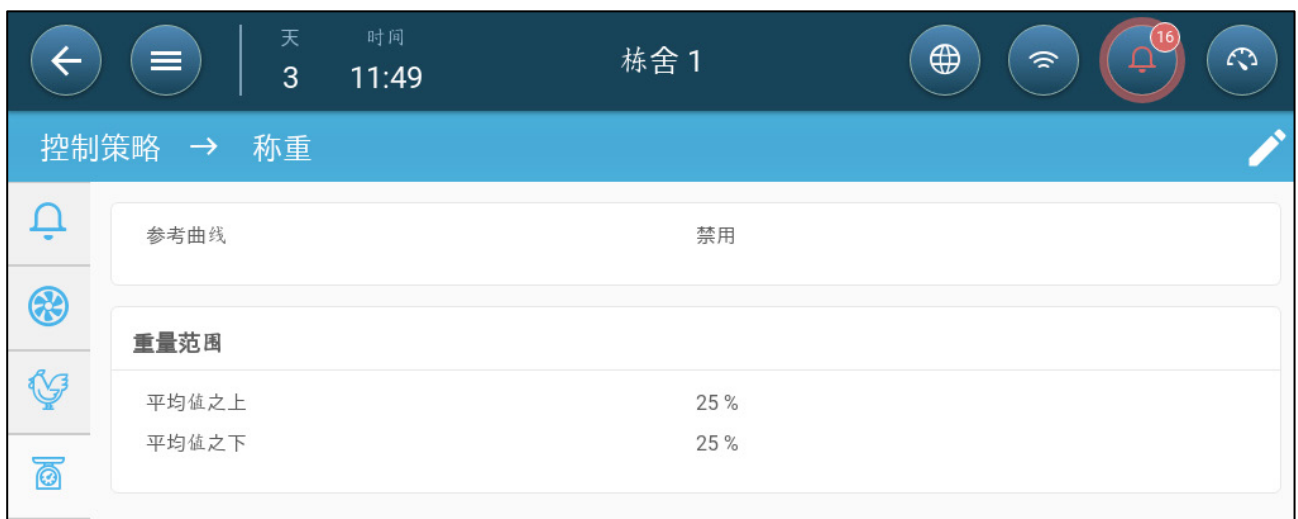 天 时间
3 11:49
栋舍 1
16
控制策略 → 称重
参考曲线 禁用
重量范围
平均值之上 25 %
平均值之下 25 %